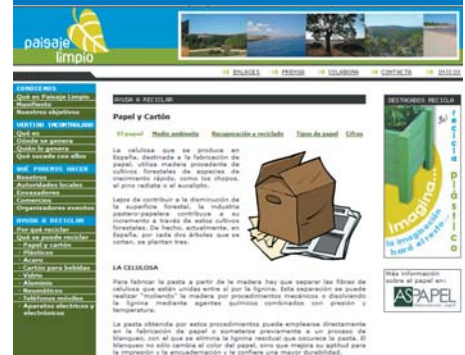 paisaje
limpio
ENLACES
PRENSA
COLABORA
CONTACTA
INICIO
CONÓCENOS
Qué es Paisaje Limpio
Manifiesto
Nuestros objetivos
VERTIDO INCONTROLADO
Qué es
Dónde se genera
Quién lo genera
Qué sucede con ellos
QUÉ PODEMOS HACER
Nosotros
Autoridades locales
Envasadores
Comercios
Organizadores eventos
AYUDA A RECICLAR
Por qué reciclar
Qué se puede reciclar
- Papel y cartón
- Plásticos
- Acero
- Cartón para bebidas
- Vidrio
- Aluminio
- Neumáticos
- Teléfonos móviles
- Aparatos eléctricos y
electrónicos
AYUDA A RECICLAR
Papel y Cartón
El papel Medio ambiente Recuperación y reciclado Tipos de papel Cifras
La celulosa que se produce en
España, destinada a la fabricación de
papel, utiliza madera procedente de
cultivos forestales de especies de
crecimiento rápido, como los chopos,
el pino radiata o el eucalipto.
Lejos de contribuir a la disminución de
la superficie forestal, la industria
pastero-papelera contribuye a su
incremento a través de estos cultivos
forestales. De hecho, actualmente, en
España, por cada dos árboles que se
cortan, se plantan tres.
LA CELULOSA
Para fabricar la pasta a partir de la madera hay que separar las fibras de
celulosa que están unidas entre sí por la lignina. Esta separación se puede
realizar "moliendo" la madera por procedimientos mecánicos o disolviendo
la lignina mediante agentes químicos combinados con presión y
temperatura.
La pasta obtenida por estos procedimientos puede emplearse directamente
en la fabricación de papel o someterse previamente a un proceso de
blanqueo, con el que se elimina la lignina residual que oscurece la pasta. El
blanqueo no sólo cambia el color del papel, sino que mejora su aptitud para
la impresión y la encuadernación y le confiere una mayor durabilidad.
DESTACADOS RECICLA
recicla
plástico
Imagina...
la imaginación
hará el resto
Más información
sobre el papel en:
ASPAPEL